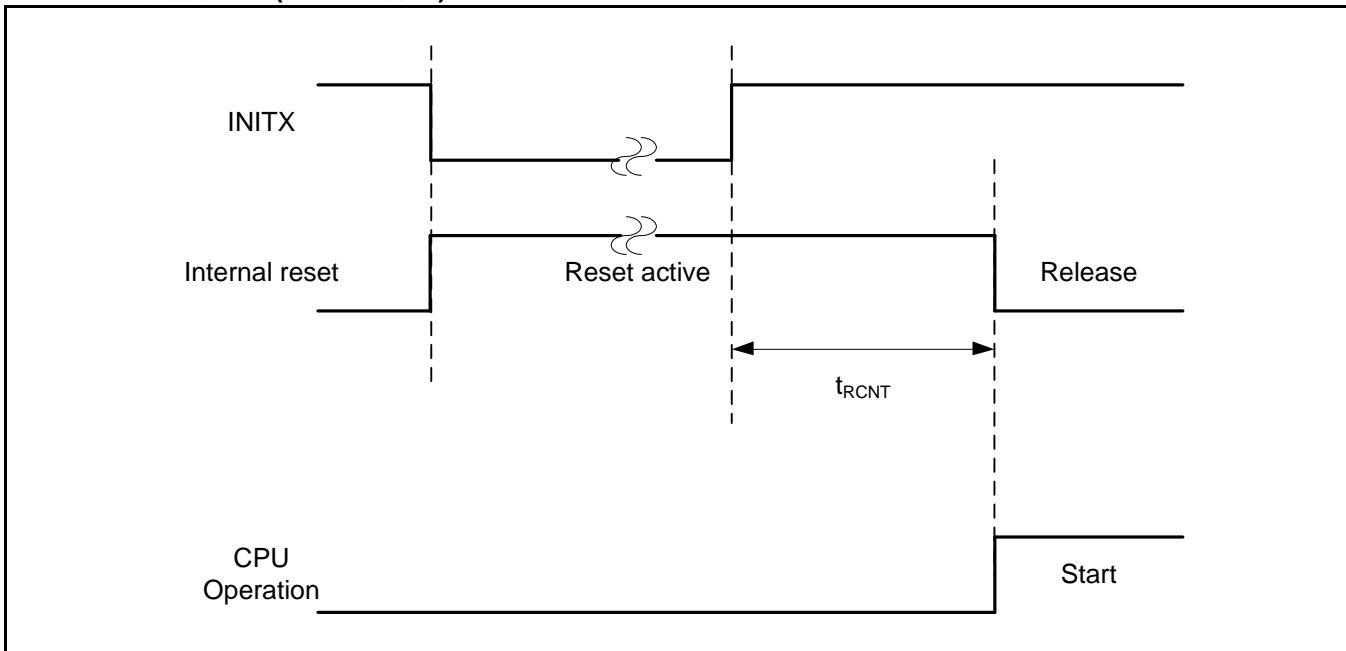 INITX
Internal reset
Reset active
Release
tRCNT
CPU
Operation
Start